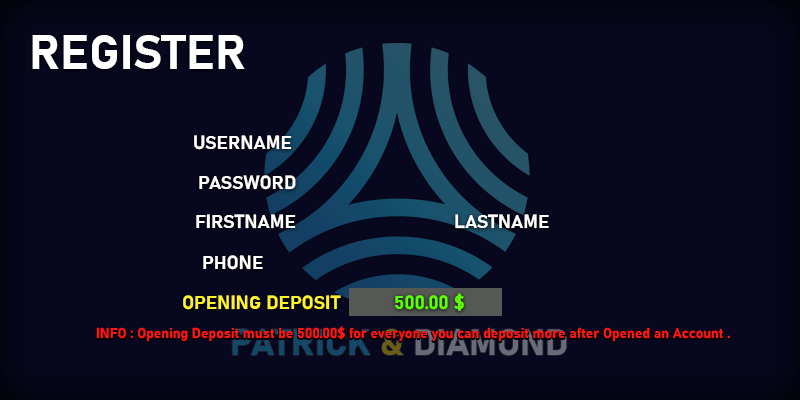 REGISTER
USERNAME
PASSWORD
FIRSTNAME LASTNAME
PHONE
OPENING DEPOSIT 500.00 $
INFO : Opening Deposit must be 500.00$ for everyone you can deposit more after Opened an Account .
PATRICK & DIAMOND